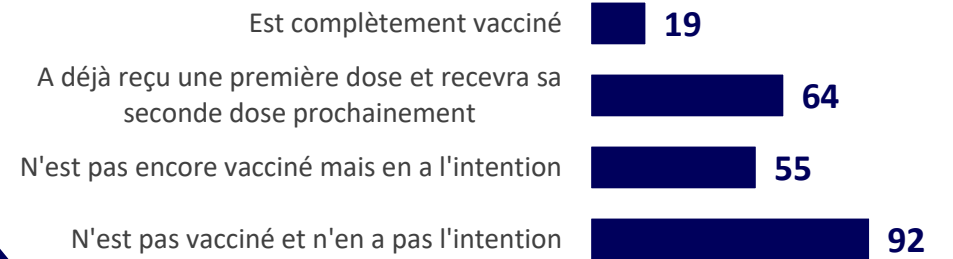 Est complètement vacciné 19
A déjà reçu une première dose et recevra sa
seconde dose prochainement 64
N'est pas encore vacciné mais en a l'intention 55
N'est pas vacciné et n'en a pas l'intention 92